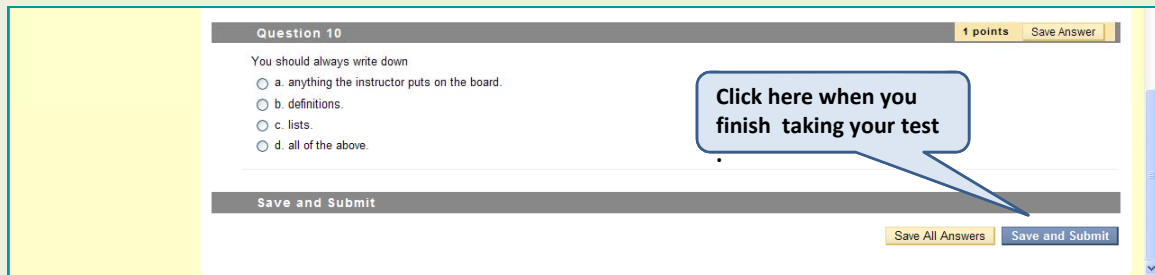 Question 10
1 points Save Answer
You should always write down
a. anything the instructor puts on the board.
b. definitions.
c. lists.
d. all of the above.
Click here when you
finish taking your test
.
Save and Submit
Save All Answers Save and Submit